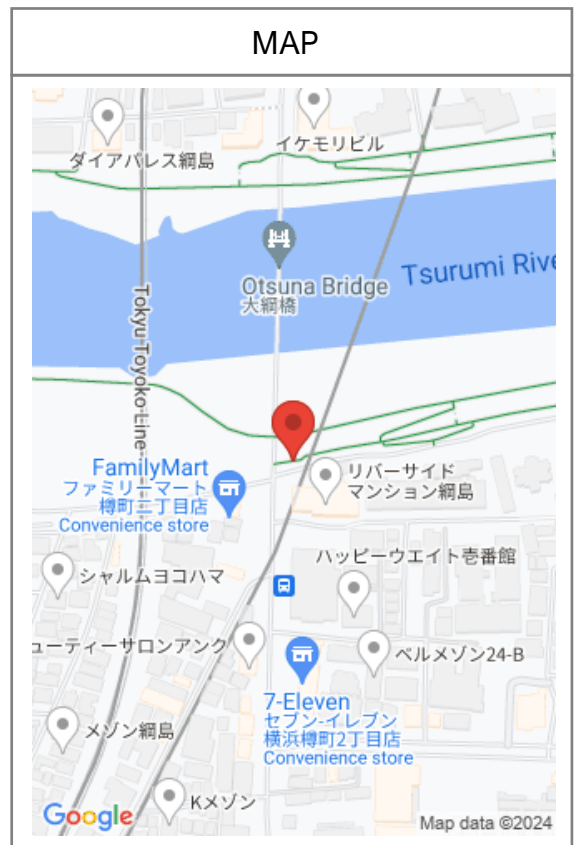 MAP
ダイアパレス綱島
イケモリビル
Otsuna Bridge
大綱橋
Tsurumi Rive
Tokyu Toyoko Line
FamilyMart
ファミリーマート
樽町二丁目店
Convenience store
リバーサイド
マンション綱島
ハッピーウエイト壱番館
シャルムヨコハマ
ューティーサロンアンク
ベルメゾン24-B
7-Eleven
セブン-イレブン
横浜樽町2丁目店
Convenience store
メゾン綱島
Kメゾン
Google
Map data ©2024